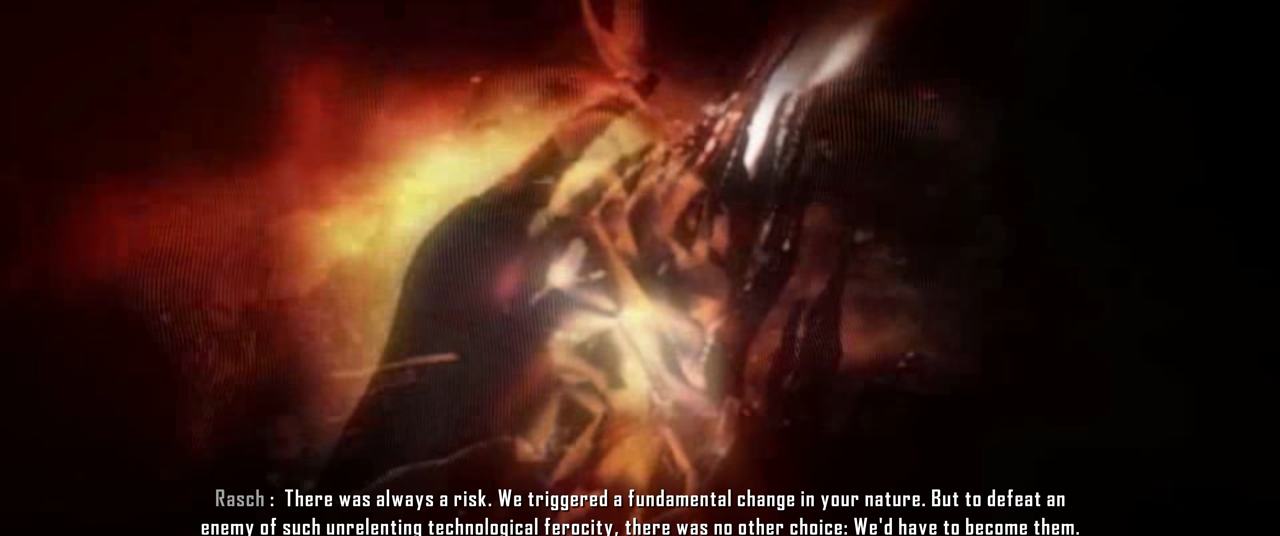 Rasch : There was always a risk. We triggered a fundamental change in your nature. But to defeat an
enemy of such unrelenting technological ferocity, there was no other choice: We'd have to become them.